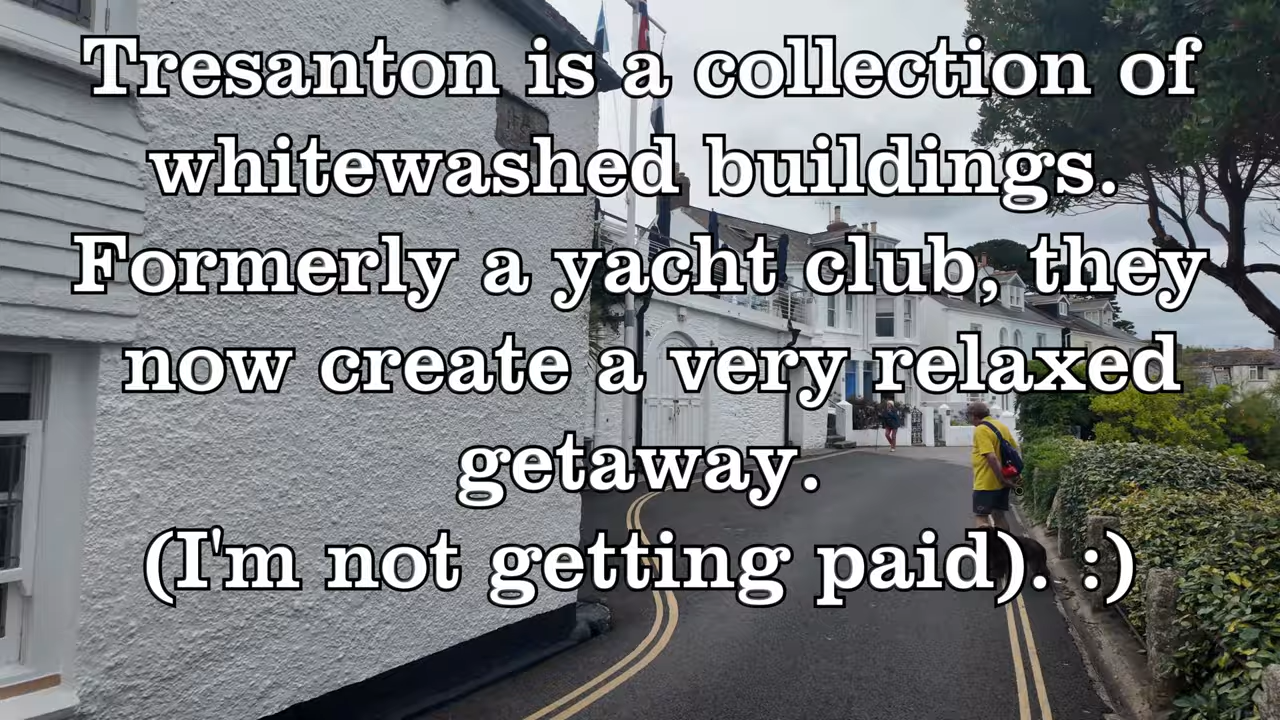 Tresanton is a collection of
whitewashed buildings.
Formerly a yacht club, they
now create a very relaxed
getaway.
(I'm not getting paid). :)